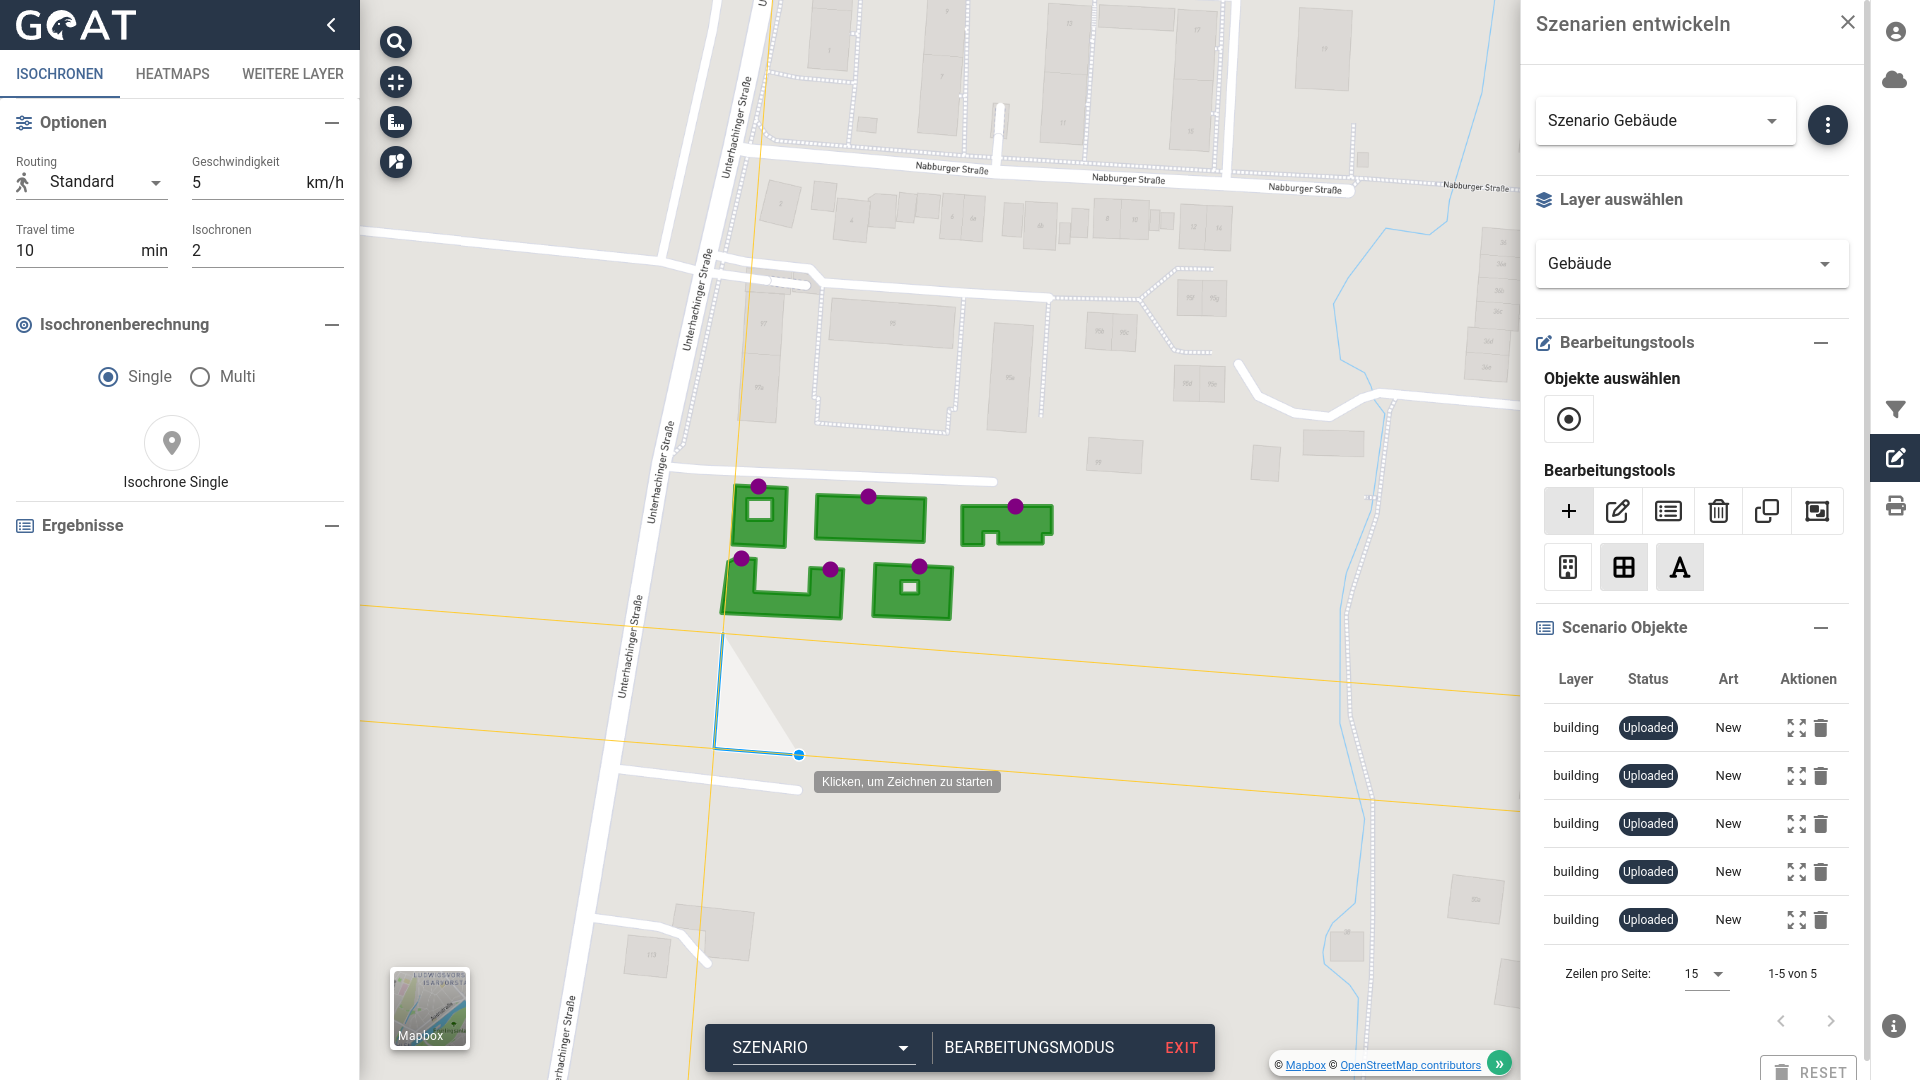 GOAT
ISOCHRONEN HEATMAPS WEITERE LAYER
Optionen
Routing
Standard
Geschwindigkeit
5 km/h
Travel time
10 min
Isochronen
2
Isochronenberechnung
Single Multi
Isochrone Single
Ergebnisse
Unterhachinger Straße
Unterhachinger Straße
Unterhachinger Straße
Unterhachinger Straße
Unterhachinger Straße
Nabburger Straße
Nabburger Straße
Nabburger Straße
Nabburger Straße
Klicken, um Zeichnen zu starten
Mapbox
SZENARIO
BEARBEITUNGSMODUS
EXIT
© Mapbox © OpenStreetMap contributors
»
Szenarien entwickeln
Szenario Gebäude
Layer auswählen
Gebäude
Bearbeitungstools
Objekte auswählen
Bearbeitungstools
A
Scenario Objekte
Layer Status Art Aktionen
building Uploaded New
building Uploaded New
building Uploaded New
building Uploaded New
building Uploaded New
Zeilen pro Seite: 15 1-5 von 5
RESET